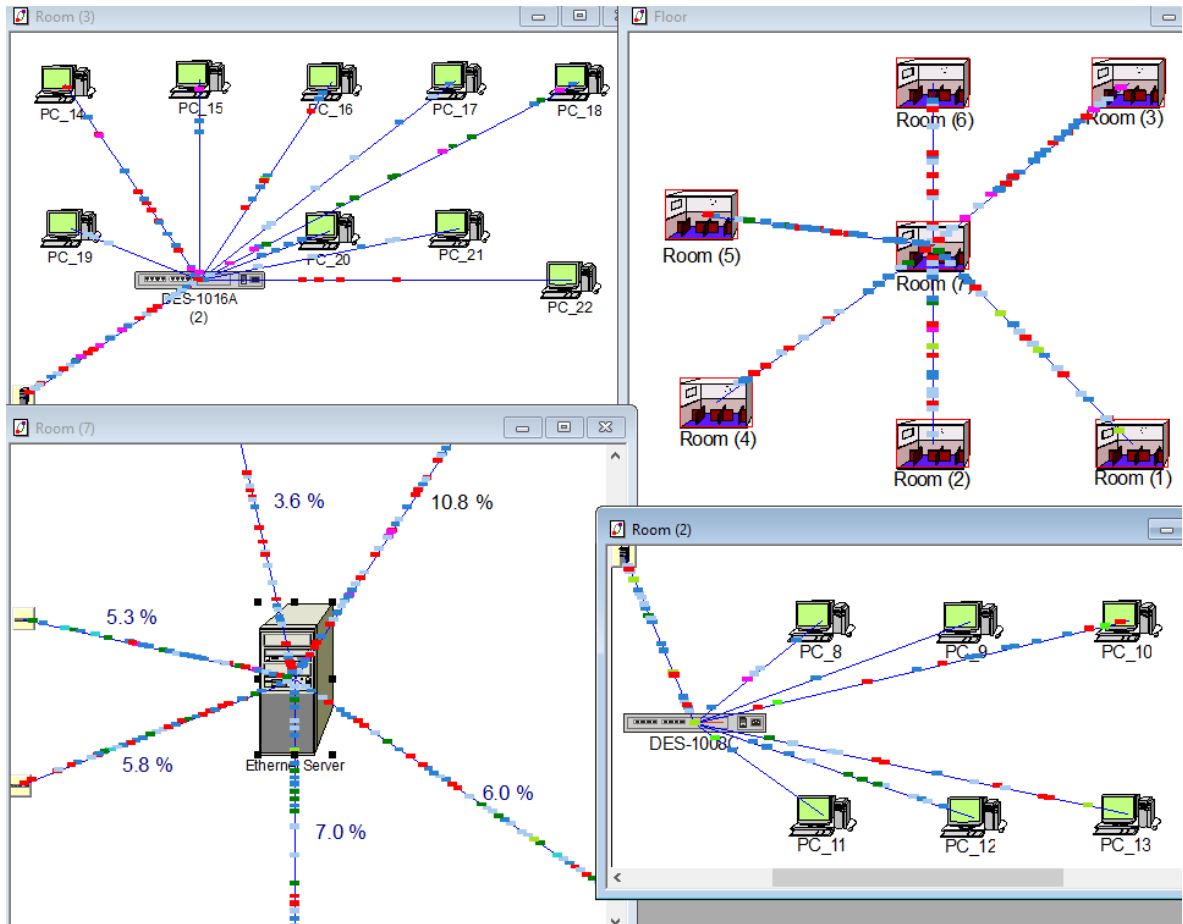 Room (3)
PC_14
PC_15
PC_16
PC_17
PC_18
PC_19
PC_20
PC_21
PC_22
DES-1016A
(2)
Floor
Room (6)
Room (3)
Room (5)
Room (7)
Room (4)
Room (2)
Room (1)
Room (7)
3.6 %
10.8 %
5.3 %
5.8 %
Ethernet Server
6.0 %
7.0 %
Room (2)
PC_8
PC_9
PC_10
DES-1008C
PC_11
PC_12
PC_13